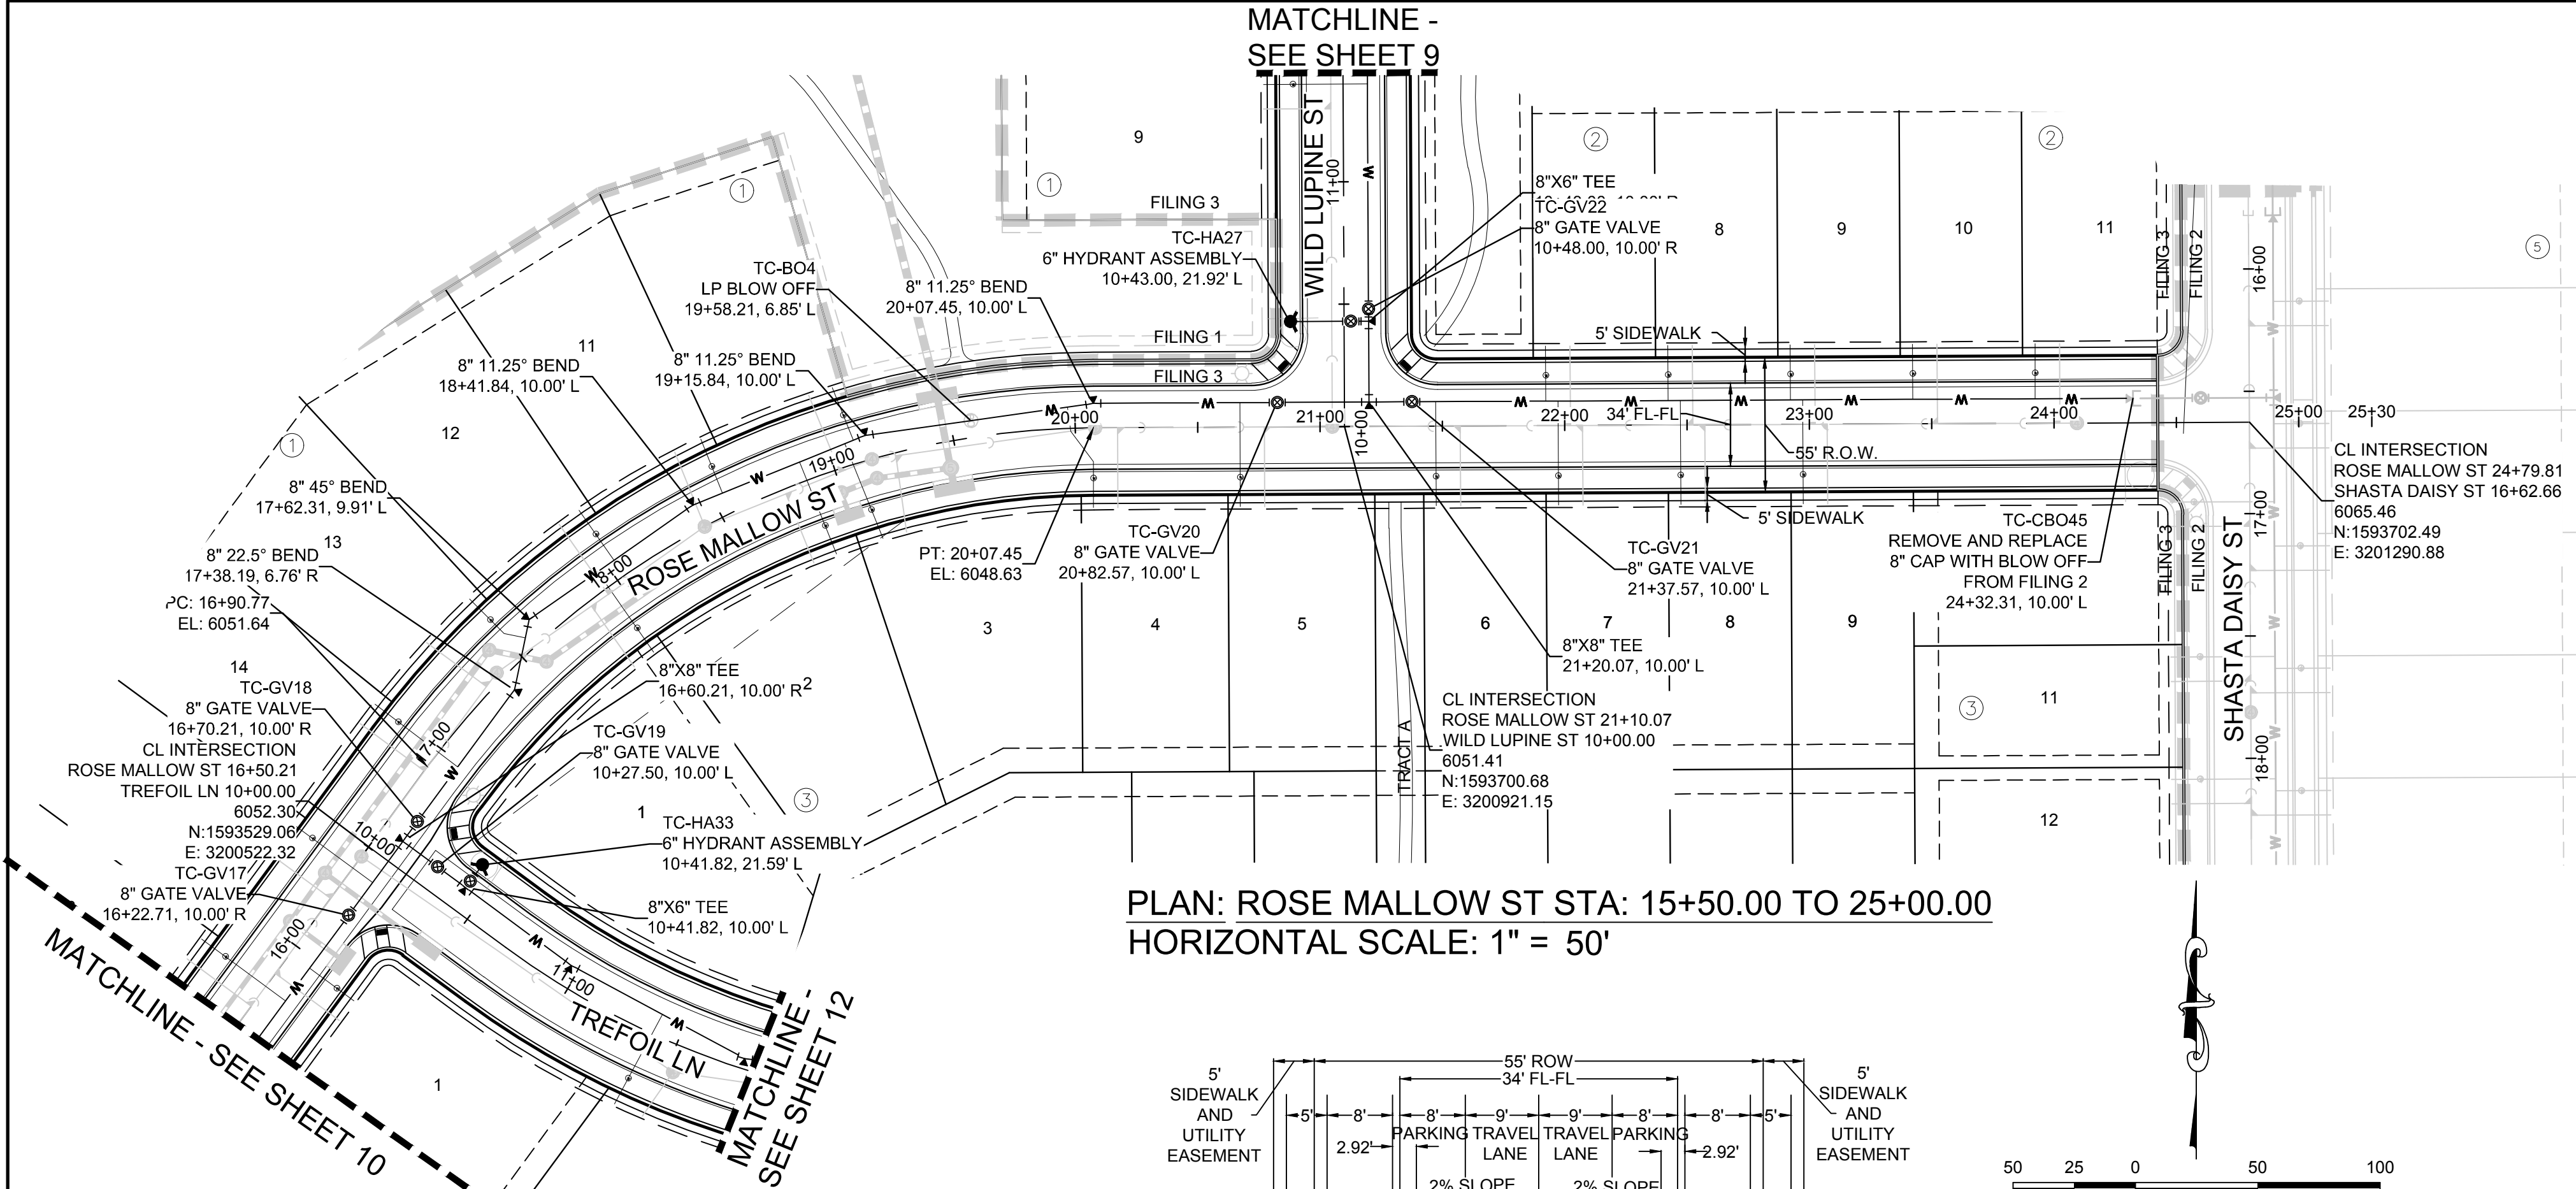 MATCHLINE -
SEE SHEET 9
WILD LUPINE ST
11+00
10+00
9
1
1
1
FILING 3
TC-HA27
6" HYDRANT ASSEMBLY
10+43.00, 21.92' L
8"X6" TEE
TC-GV22
8" GATE VALVE
10+48.00, 10.00' R
2
2
8
9
10
11
FILING 3
FILING 2
16+00
5
TC-BO4
LP BLOW OFF
19+58.21, 6.85' L
8" 11.25° BEND
20+07.45, 10.00' L
FILING 1
FILING 3
11
8" 11.25° BEND
18+41.84, 10.00' L
8" 11.25° BEND
19+15.84, 10.00' L
5' SIDEWALK
12
W
W
W
W
W
W
W
W
W
W
W
20+00
21+00
22+00
34' FL-FL
23+00
24+00
25+00
25+30
55' R.O.W.
CL INTERSECTION
ROSE MALLOW ST 24+79.81
SHASTA DAISY ST 16+62.66
6065.46
N:1593702.49
E: 3201290.88
8" 45° BEND
17+62.31, 9.91' L
19+00
18+00
ROSE MALLOW ST
8" 22.5° BEND
17+38.19, 6.76' R
13
PC: 16+90.77
EL: 6051.64
PT: 20+07.45
EL: 6048.63
TC-GV20
8" GATE VALVE
20+82.57, 10.00' L
5' SIDEWALK
TC-GV21
8" GATE VALVE
21+37.57, 10.00' L
TC-CBO45
REMOVE AND REPLACE
8" CAP WITH BLOW OFF
FROM FILING 2
24+32.31, 10.00' L
FILING 3
FILING 2
SHASTA DAISY ST
17+00
18+00
W
W
W
3
4
5
6
7
8
9
8"X8" TEE
21+20.07, 10.00' L
14
TC-GV18
8" GATE VALVE
16+70.21, 10.00' R
8"X8" TEE
16+60.21, 10.00' R
2
CL INTERSECTION
ROSE MALLOW ST 16+50.21
TREFOIL LN 10+00.00
6052.30
N:1593529.06
E: 3200522.32
17+00
W
TC-GV19
8" GATE VALVE
10+27.50, 10.00' L
CL INTERSECTION
ROSE MALLOW ST 21+10.07
WILD LUPINE ST 10+00.00
6051.41
N:1593700.68
E: 3200921.15
TRACT A
11
3
12
3
1
TC-HA33
6" HYDRANT ASSEMBLY
10+41.82, 21.59' L
10+00
TC-GV17
8" GATE VALVE
16+22.71, 10.00' R
8"X6" TEE
10+41.82, 10.00' L
16+00
W
W
11+00
W
TREFOIL LN
MATCHLINE - SEE SHEET 10
MATCHLINE -
SEE SHEET 12
1
PLAN: ROSE MALLOW ST STA: 15+50.00 TO 25+00.00
HORIZONTAL SCALE: 1" = 50'
55' ROW
34' FL-FL
5'
SIDEWALK
AND
UTILITY
EASEMENT
5'
8'
8'
9'
9'
8'
8'
5'
PARKING
TRAVEL
LANE
TRAVEL
LANE
PARKING
2.92'
2.92'
2% SLOPE
2% SLOPE
5'
SIDEWALK
AND
UTILITY
EASEMENT
50 25 0 50 100